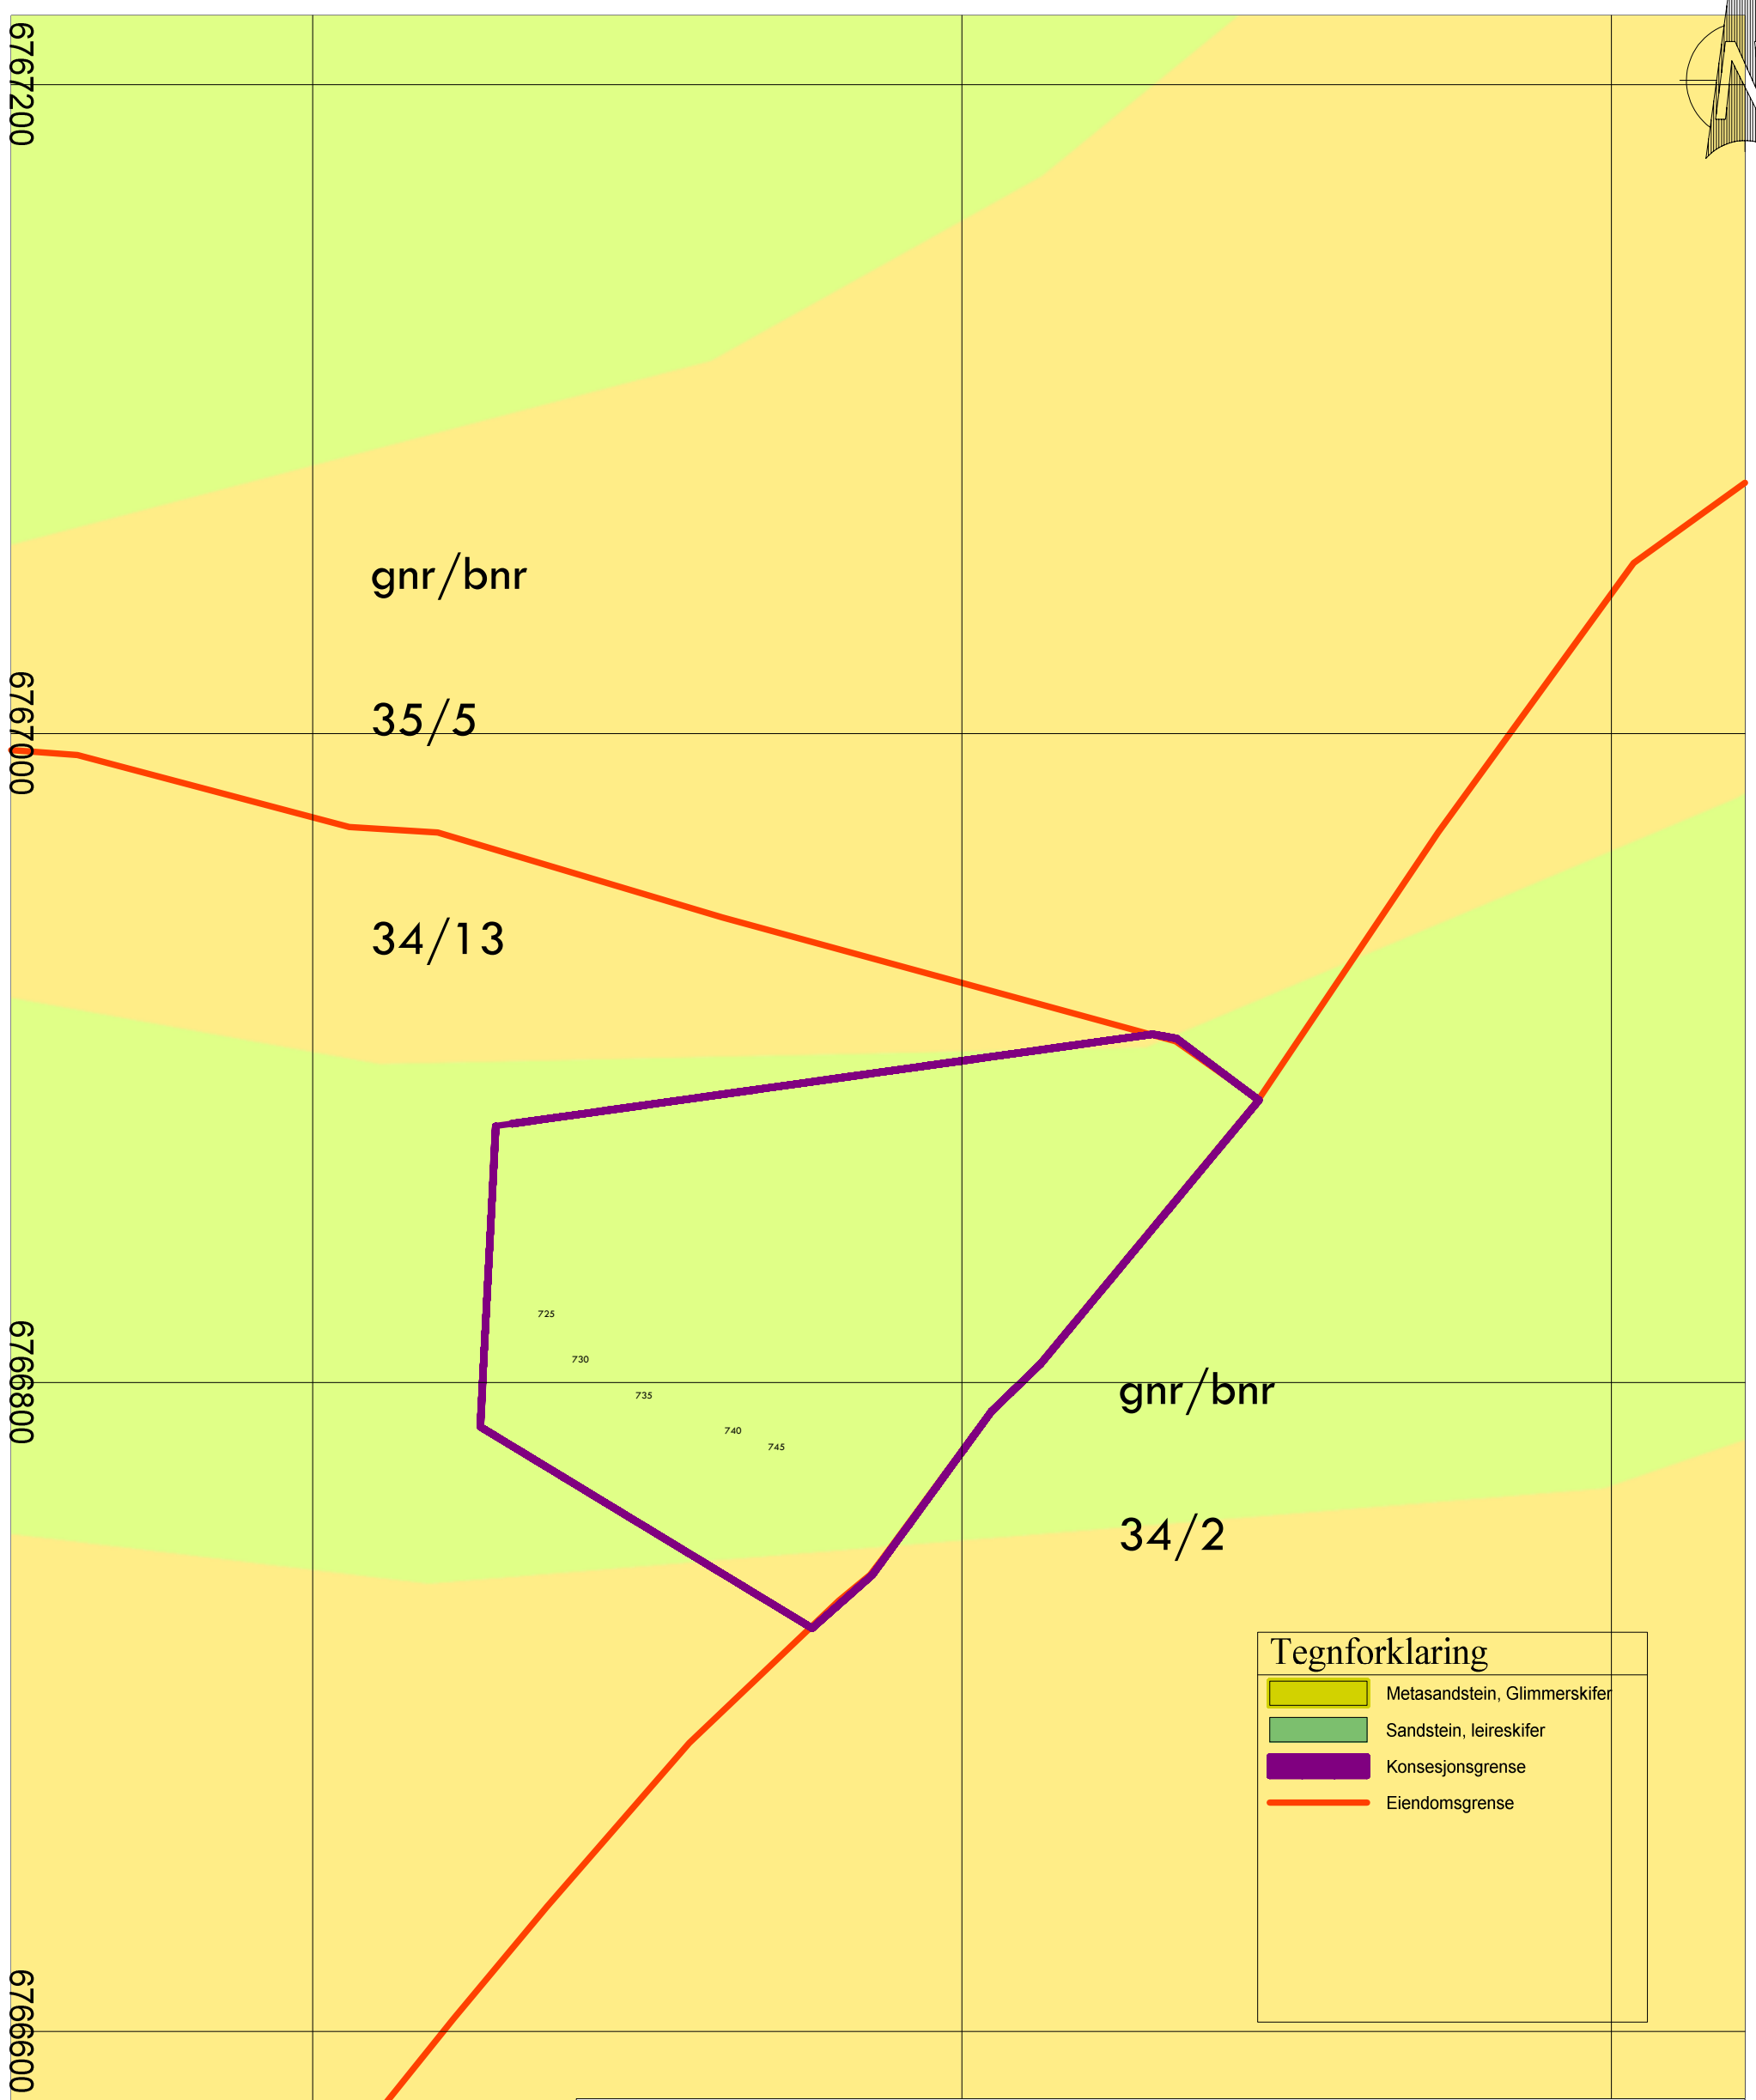 6767200
N
gnr/bnr
35/5
6767000
34/13
725
730
735
740
745
6766800
gnr/bnr
34/2
Tegnforklaring
Metasandstein, Glimmerskifer
Sandstein, leireskifer
Konsesjonsgrense
Eiendomsgrense
6766600